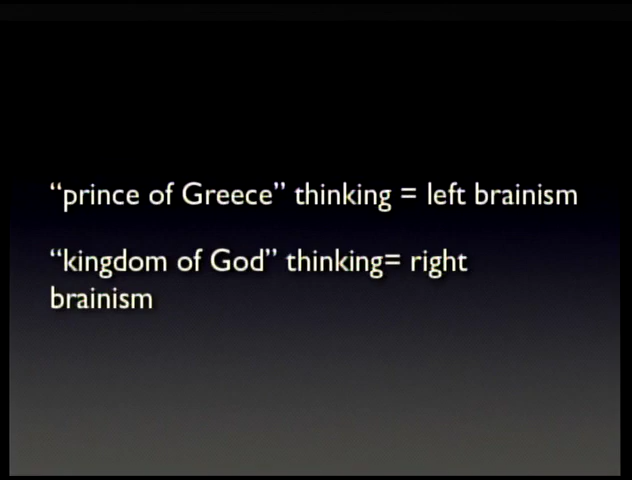 “prince of Greece” thinking = left brainism
“kingdom of God” thinking= right
brainism